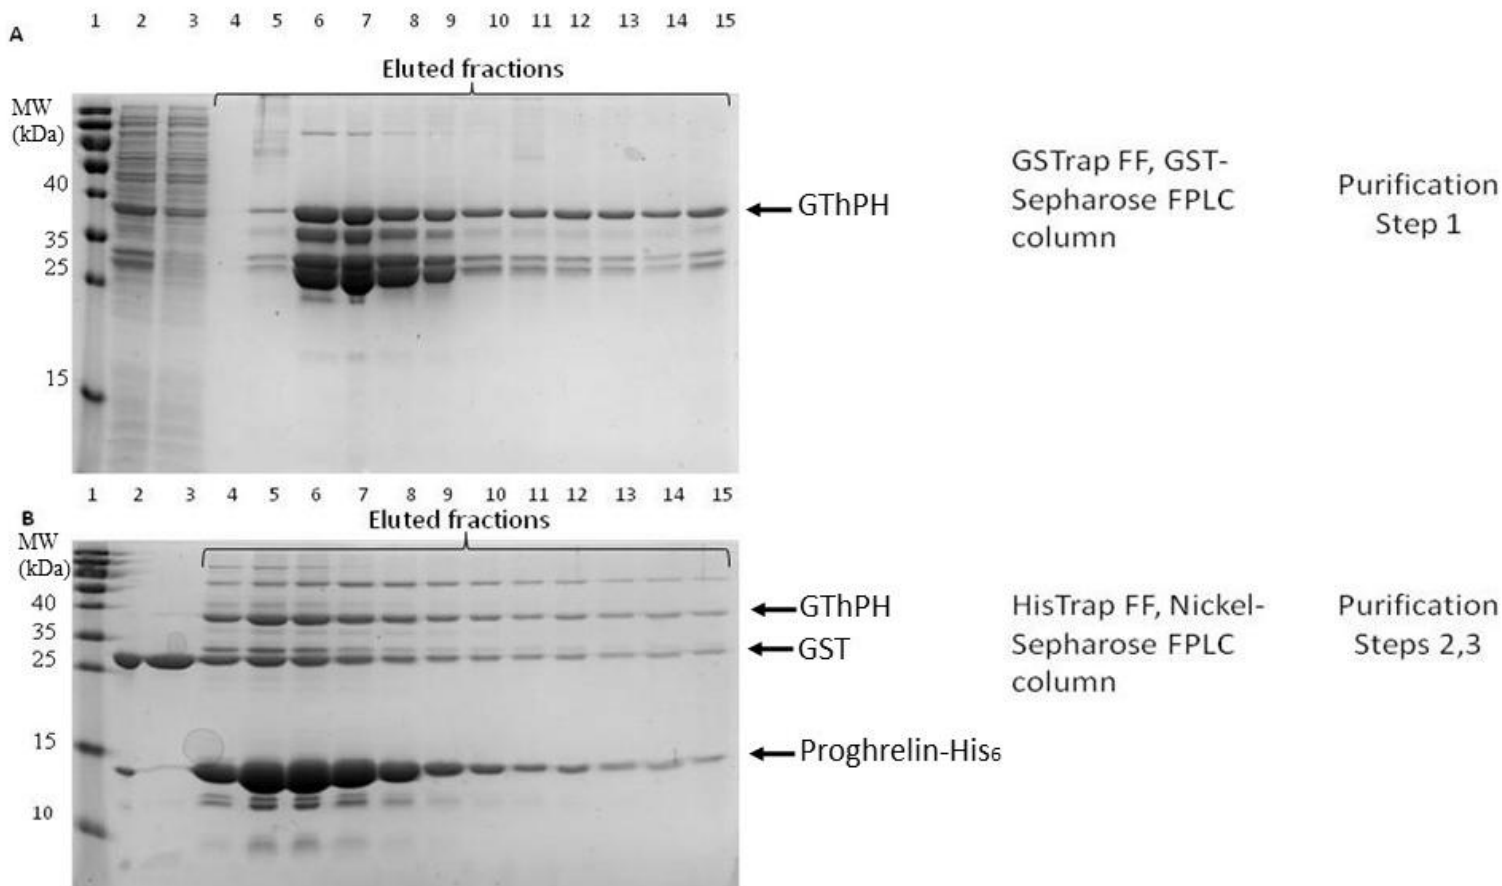 1 2 3 4 5 6 7 8 9 10 11 12 13 14 15
A
Eluted fractions
MW
(kDa)
40
35
25
15
GThPH
GSTrap FF, GST-
Sepharose FPLC
column
Purification
Step 1
1 2 3 4 5 6 7 8 9 10 11 12 13 14 15
B
Eluted fractions
MW
(kDa)
40
35
25
15
10
GThPH
GST
Proghrelin-His₆
HisTrap FF, Nickel-
Sepharose FPLC
column
Purification
Steps 2,3